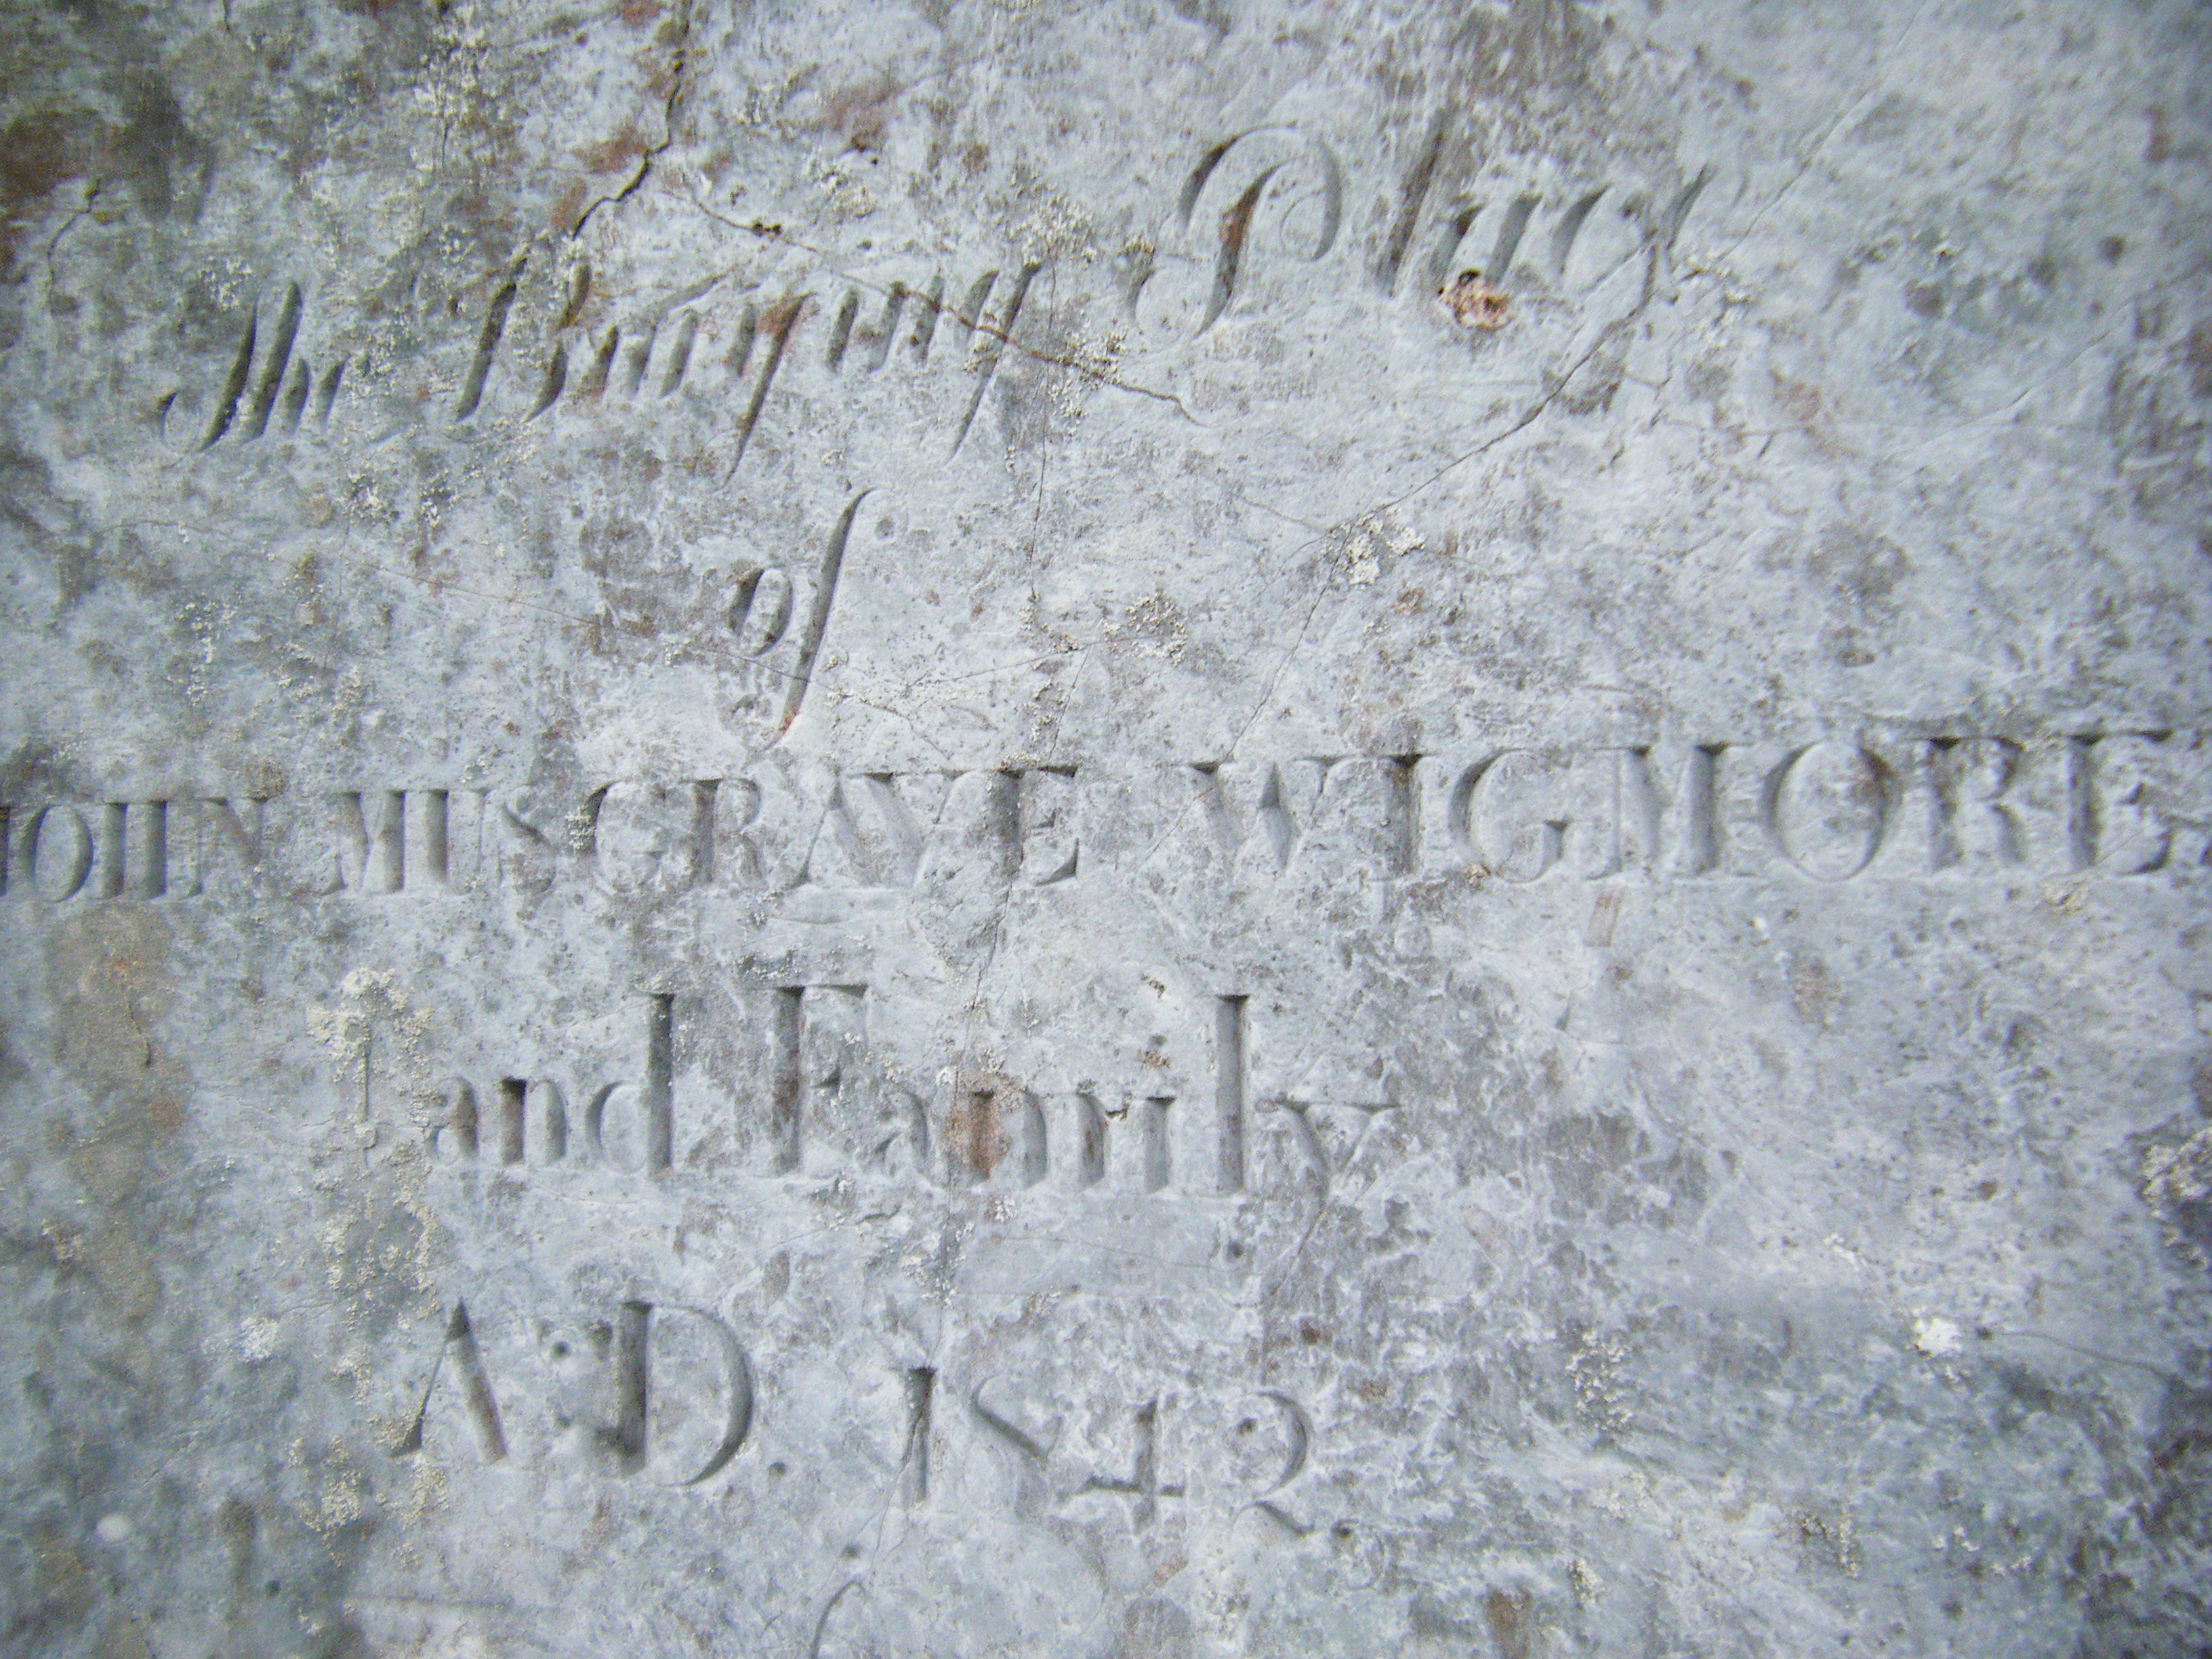 The Burying Place
of
JOHN MUSGRAVE WIGMORE,
and Family
A.D. 1842.